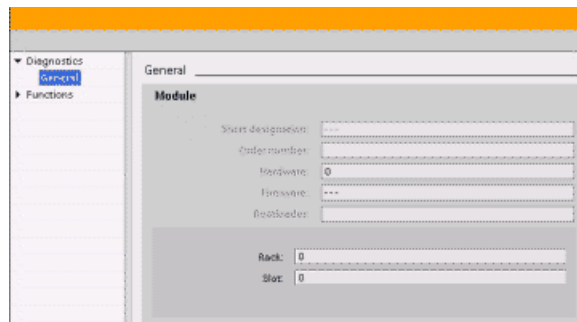 Diagnostics
General
Functions
General
Module
Short designation: ---
Order number:
Hardware: 0
Firmware: ---
Bootloader:
Rack: 0
Slot: 0